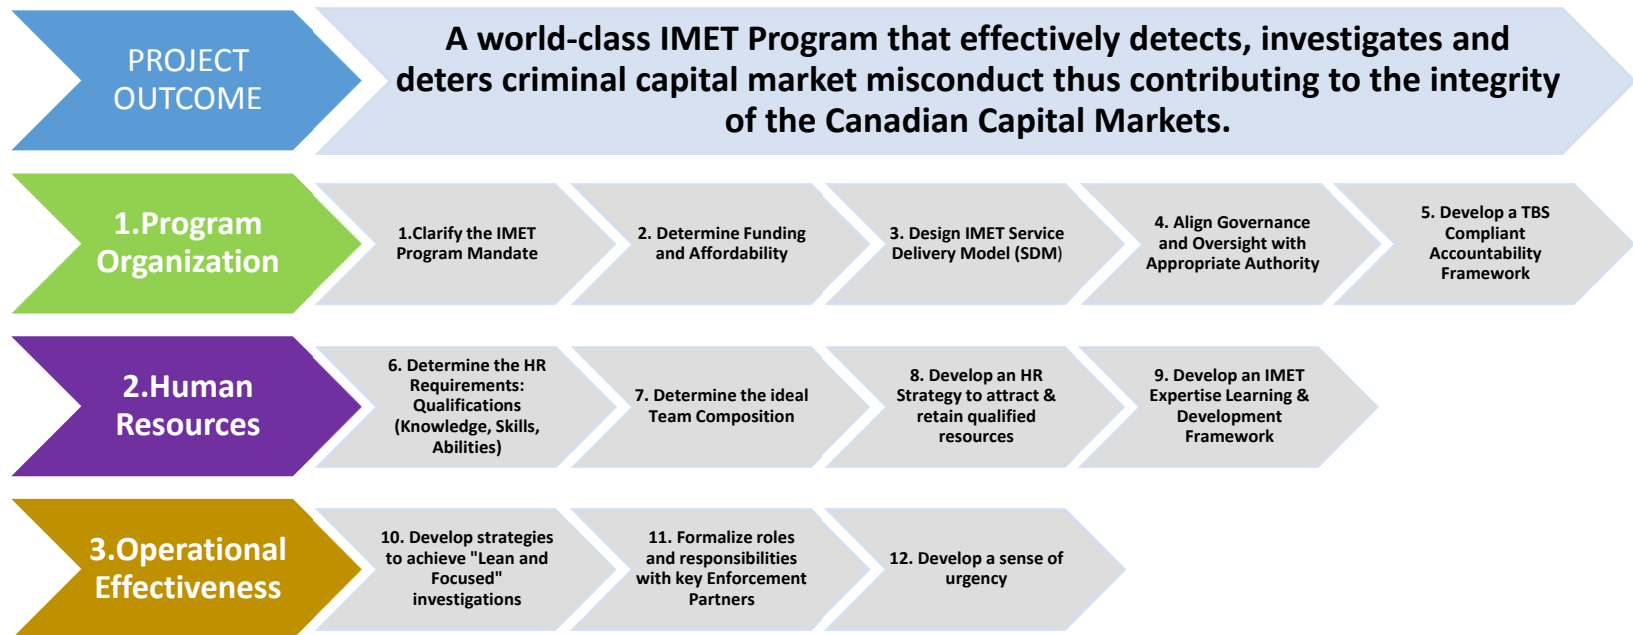 PROJECT
OUTCOME
A world-class IMET Program that effectively detects, investigates and
deters criminal capital market misconduct thus contributing to the integrity
of the Canadian Capital Markets.
1.Program
Organization
1.Clarify the IMET
Program Mandate
2. Determine Funding
and Affordability
3. Design IMET Service
Delivery Model (SDM)
4. Align Governance
and Oversight with
Appropriate Authority
5. Develop a TBS
Compliant
Accountability
Framework
2.Human
Resources
6. Determine the HR
Requirements:
Qualifications
(Knowledge, Skills,
Abilities)
7. Determine the ideal
Team Composition
8. Develop an HR
Strategy to attract &
retain qualified
resources
9. Develop an IMET
Expertise Learning &
Development
Framework
3.Operational
Effectiveness
10. Develop strategies
to achieve "Lean and
Focused"
investigations
11. Formalize roles
and responsibilities
with key Enforcement
Partners
12. Develop a sense of
urgency